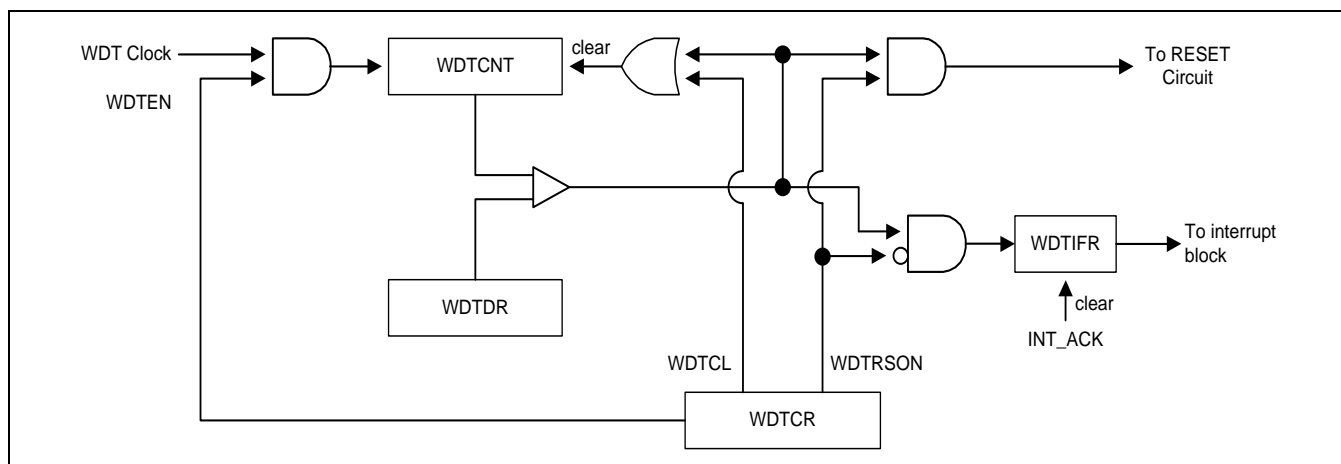 WDT Clock
WDTEN
WDTCNT
clear
To RESET
Circuit
WDTDR
WDTIFR
To interrupt
block
clear
INT_ACK
WDTCL
WDTRSON
WDTCR